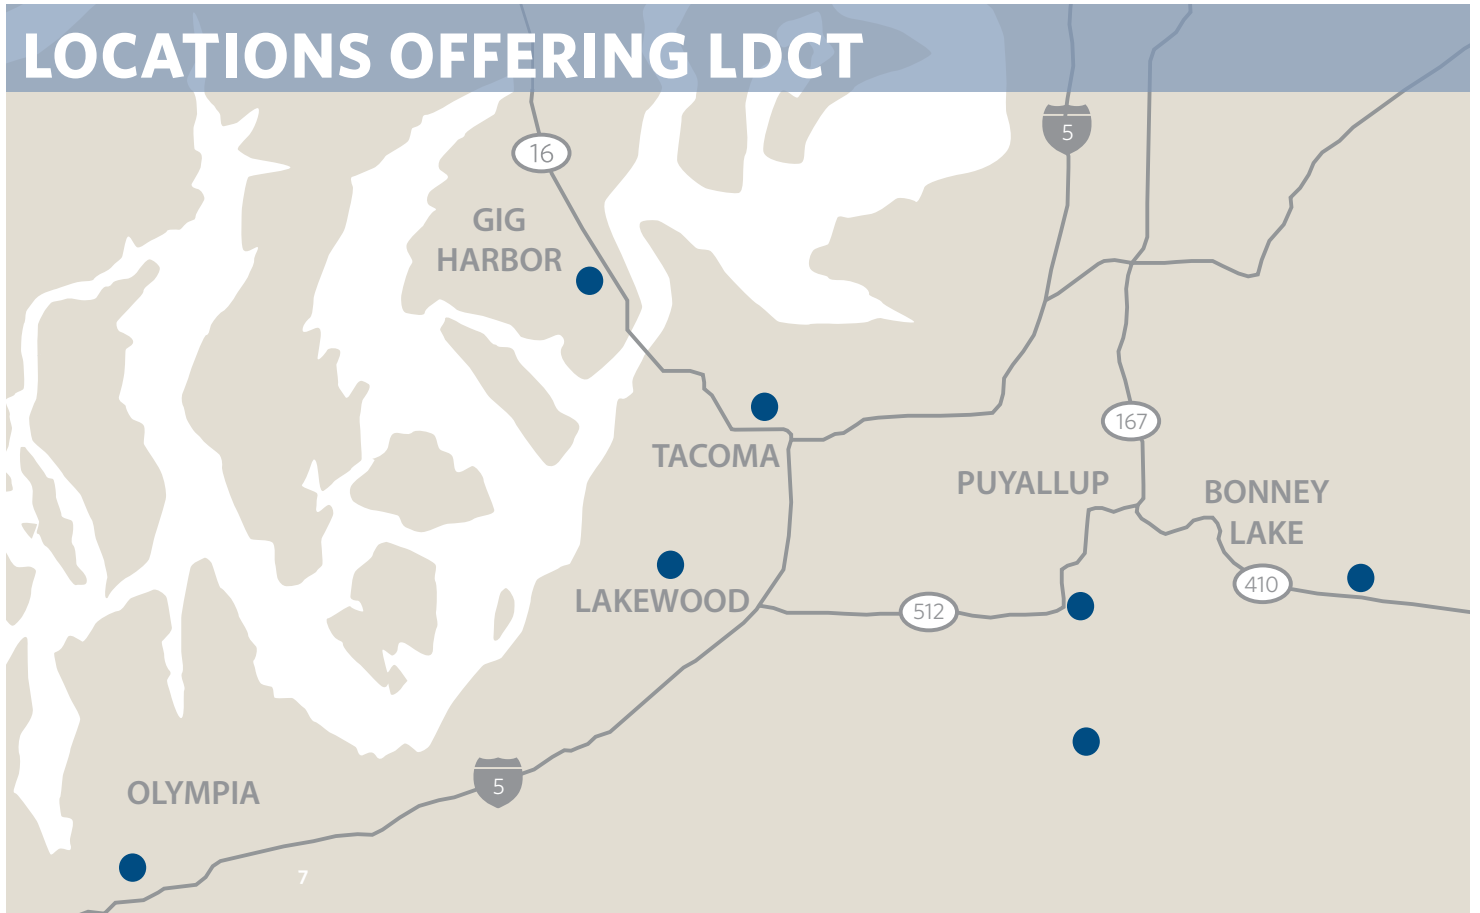 LOCATIONS OFFERING LDCT
5
16
GIG
HARBOR
167
TACOMA
PUYALLUP
BONNEY
LAKE
410
LAKEWOOD
512
5
OLYMPIA
7